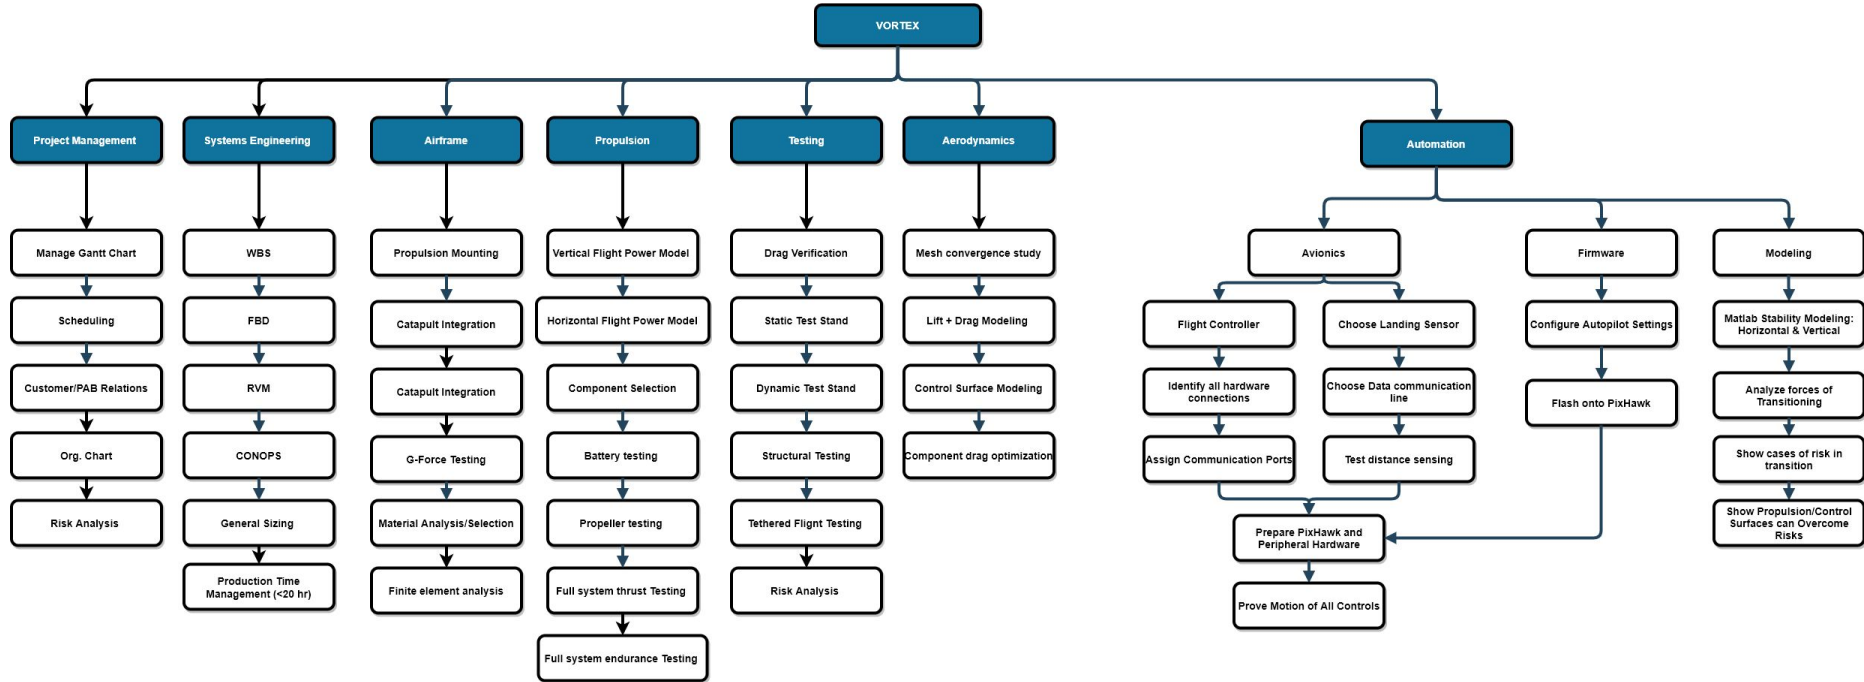 VORTEX
Project Management
Systems Engineering
Airframe
Propulsion
Testing
Aerodynamics
Automation
Manage Gantt Chart
Scheduling
Customer/PAB Relations
Org. Chart
Risk Analysis
WBS
FBD
RVM
CONOPS
General Sizing
Production Time
Management (<20 hr)
Propulsion Mounting
Catapult Integration
Catapult Integration
G-Force Testing
Material Analysis/Selection
Finite element analysis
Vertical Flight Power Model
Horizontal Flight Power Model
Component Selection
Battery testing
Propeller testing
Full system thrust Testing
Full system endurance Testing
Drag Verification
Static Test Stand
Dynamic Test Stand
Structural Testing
Tethered Flignt Testing
Risk Analysis
Mesh convergence study
Lift + Drag Modeling
Control Surface Modeling
Component drag optimization
Avionics
Flight Controller
Identify all hardware
connections
Assign Communication Ports
Choose Landing Sensor
Choose Data communication
line
Test distance sensing
Prepare PixHawk and
Peripheral Hardware
Prove Motion of All Controls
Firmware
Configure Autopilot Settings
Flash onto PixHawk
Modeling
Matlab Stability Modeling:
Horizontal & Vertical
Analyze forces of
Transitioning
Show cases of risk in
transition
Show Propulsion/Control
Surfaces can Overcome
Risks